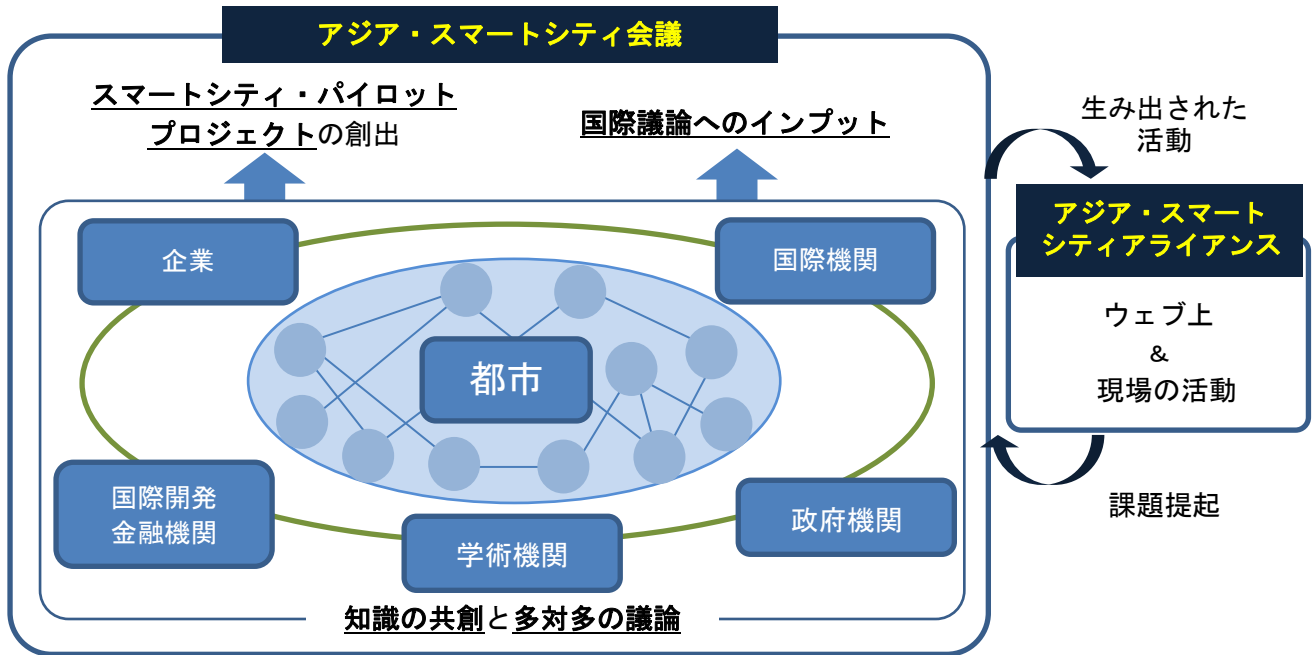 アジア・スマートシティ会議
スマートシティ・パイロット
プロジェクトの創出
国際議論へのインプット
企業
国際機関
都市
国際開発
金融機関
学術機関
政府機関
知識の共創と多対多の議論
生み出された
活動
アジア・スマート
シティアライアンス
ウェブ上
&
現場の活動
課題提起